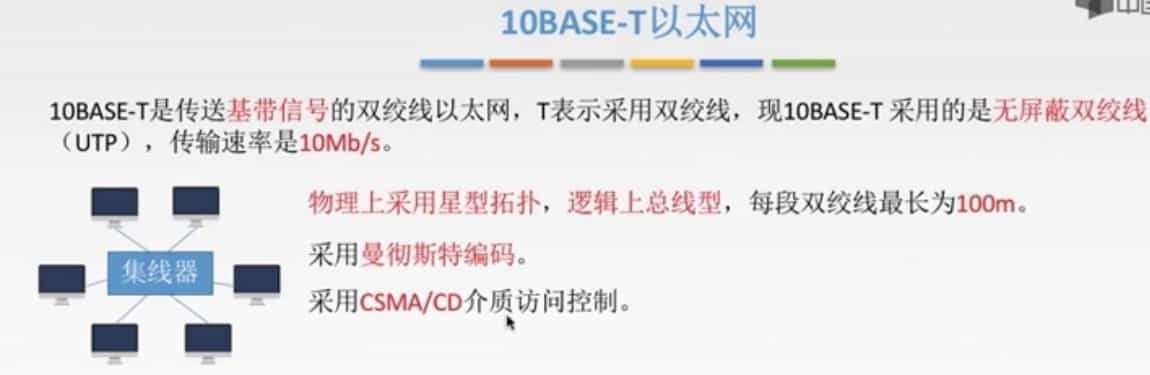 10BASE-T以太网
10BASE-T是传送基带信号的双绞线以太网，T表示采用双绞线，现10BASE-T 采用的是无屏蔽双绞线
（UTP），传输速率是10Mb/s。
物理上采用星型拓扑，逻辑上总线型，每段双绞线最长为100m。
集线器
采用曼彻斯特编码。
采用CSMA/CD介质访问控制。